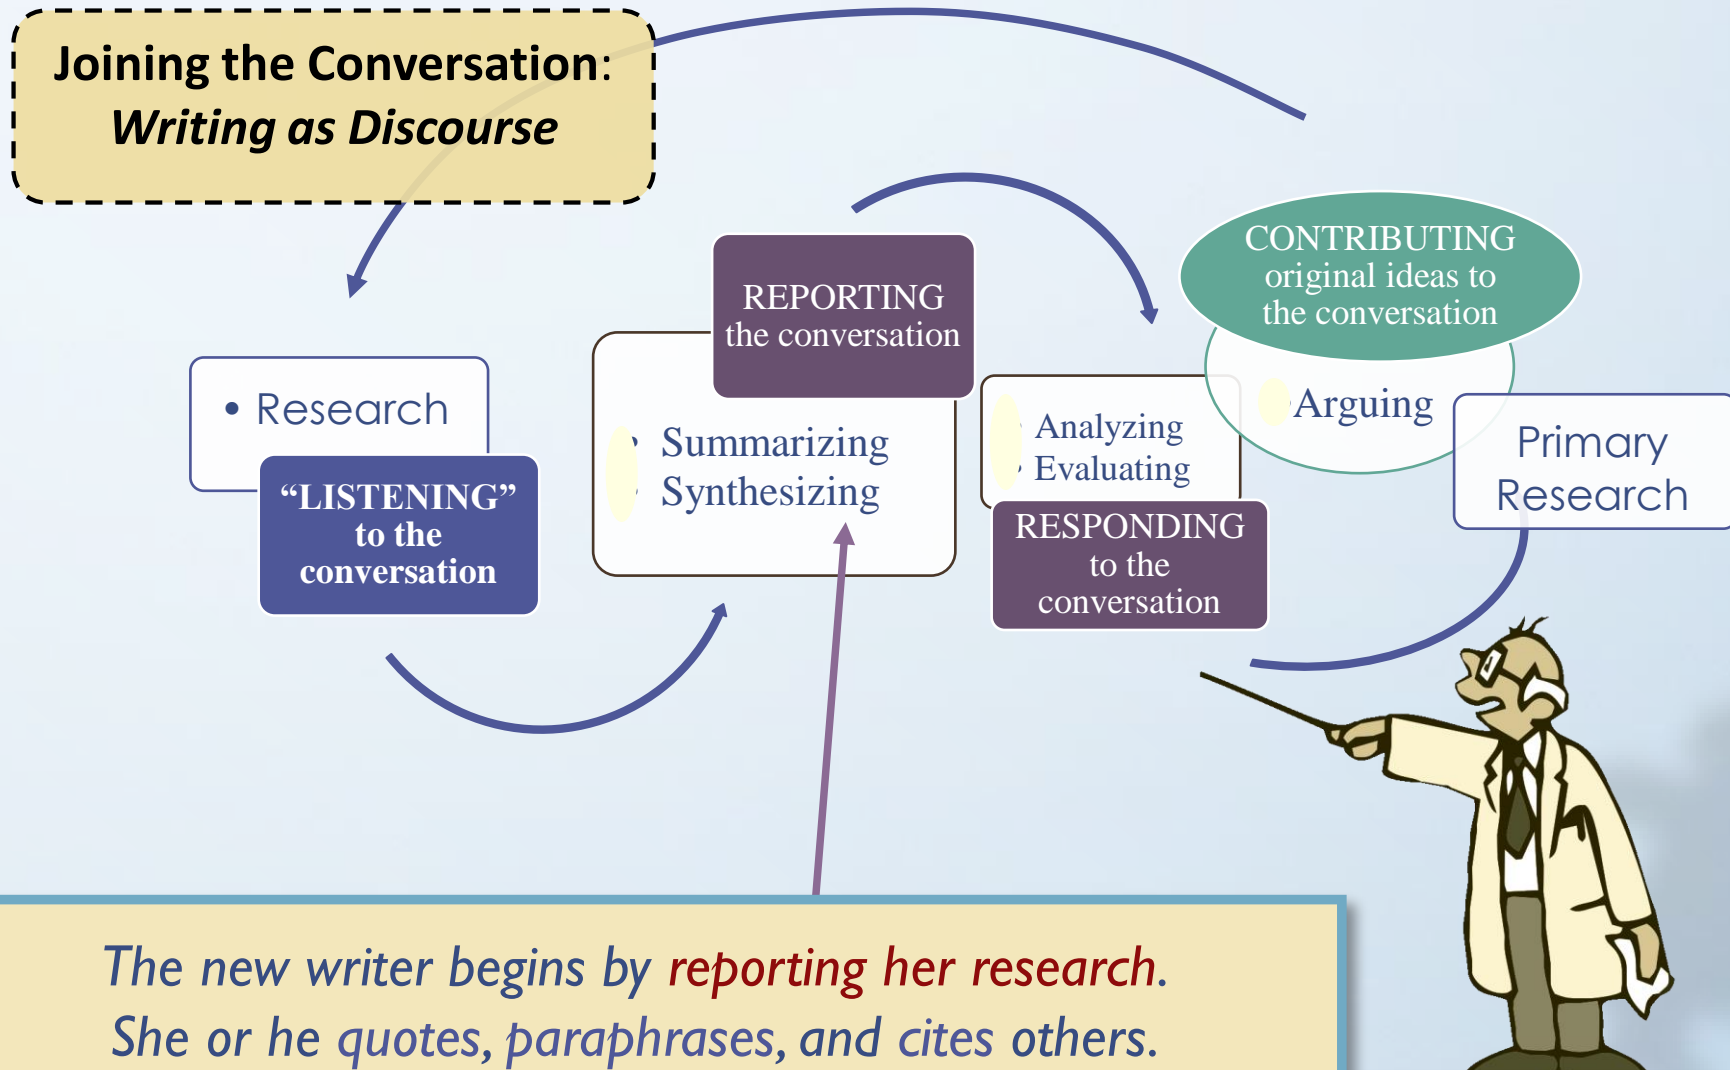 Joining the Conversation:
Writing as Discourse
• Research
“LISTENING”
to the
conversation
REPORTING
the conversation
• Summarizing
Synthesizing
• Analyzing
• Evaluating
RESPONDING
to the
conversation
CONTRIBUTING
original ideas to
the conversation
Arguing
Primary
Research
The new writer begins by reporting her research.
She or he quotes, paraphrases, and cites others.